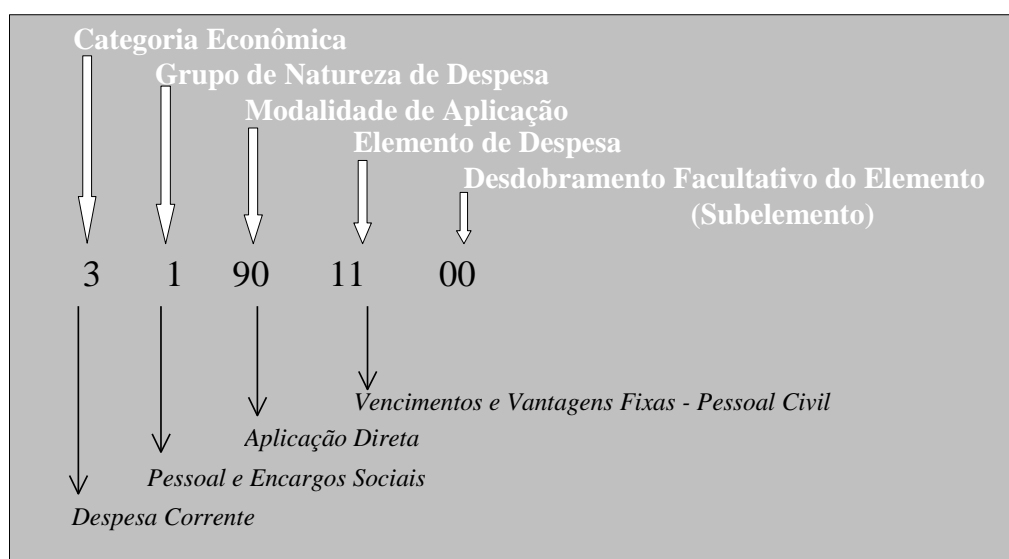 Categoria Econômica
Grupo de Natureza de Despesa
Modalidade de Aplicação
Elemento de Despesa
Desdobramento Facultativo do Elemento
(Subelemento)
3 1 90 11 00
Vencimentos e Vantagens Fixas - Pessoal Civil
Aplicação Direta
Pessoal e Encargos Sociais
Despesa Corrente